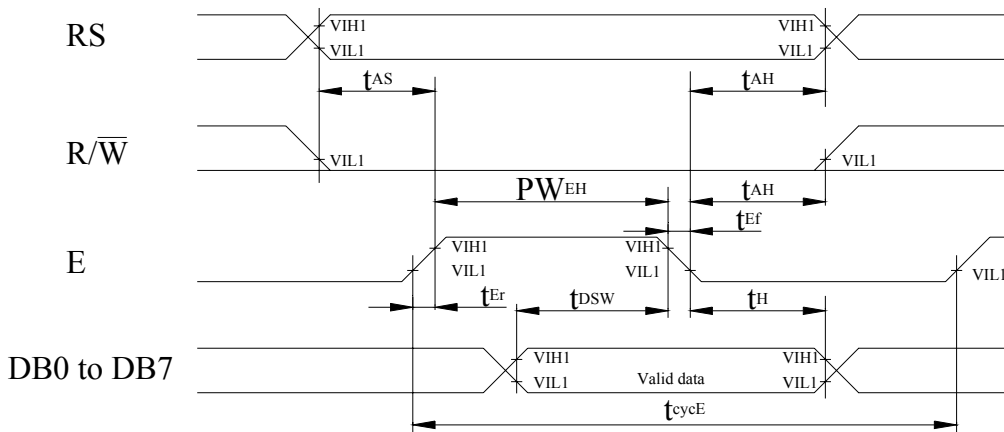 RS VIH1 VIH1
VIL1 VIL1
tAS tAH
R/W̅ VIL1 VIL1
PWEH tAH
tEf
E VIH1 VIH1
VIL1 VIL1 VIL1
tEr tDSW tH
DB0 to DB7 VIH1 VIH1
VIL1 Valid data VIL1
tcycE